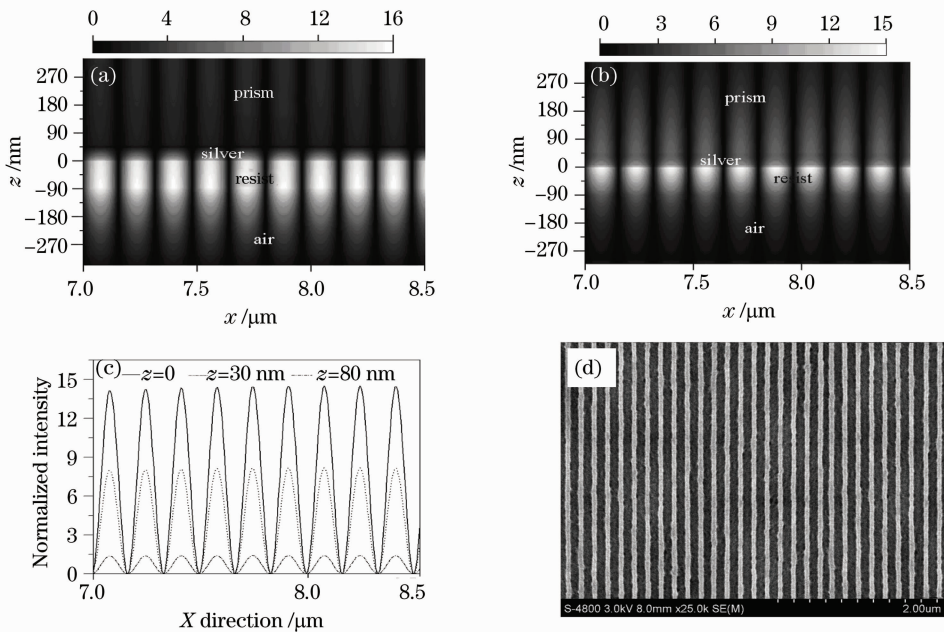 0 4 8 12 16
(a)
270
180
90
0
−90
−180
−270
z /nm
prism
silver
resist
air
7.0 7.5 8.0 8.5
x /μm
0 3 6 9 12 15
(b)
270
180
90
0
−90
−180
−270
z /nm
prism
silver
resist
air
7.0 7.5 8.0 8.5
x /μm
(c)
z=0 z=30 nm z=80 nm
15
12
9
6
3
0
Normalized intensity
7.0 8.0 8.5
X direction /μm
(d)
S-4800 3.0kV 8.0mm x25.0k SE(M) 2.00um